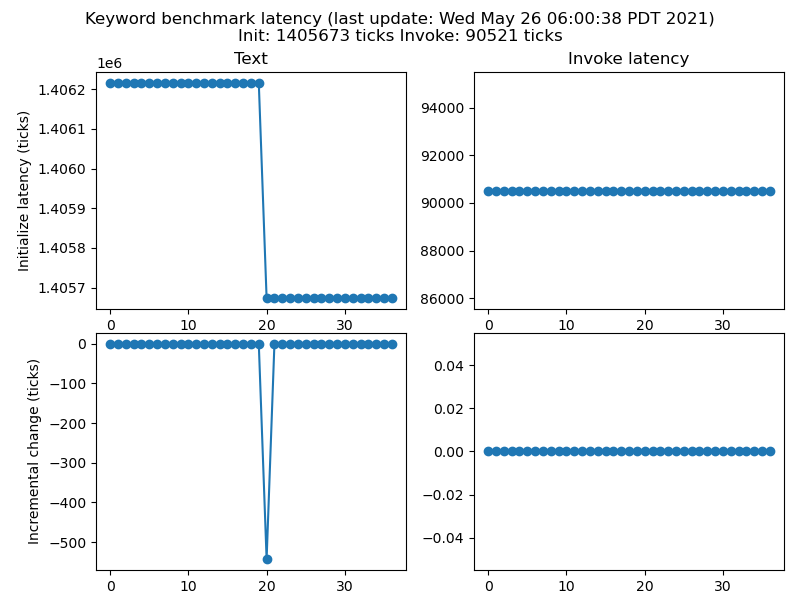 Keyword benchmark latency (last update: Wed May 26 06:00:38 PDT 2021)
Init: 1405673 ticks Invoke: 90521 ticks
Text
Invoke latency
1e6
Initialize latency (ticks)
1.4062
1.4061
1.4060
1.4059
1.4058
1.4057
0 10 20 30
94000
92000
90000
88000
86000
0 10 20 30
Incremental change (ticks)
0
−100
−200
−300
−400
−500
0 10 20 30
0.04
0.02
0.00
−0.02
−0.04
0 10 20 30